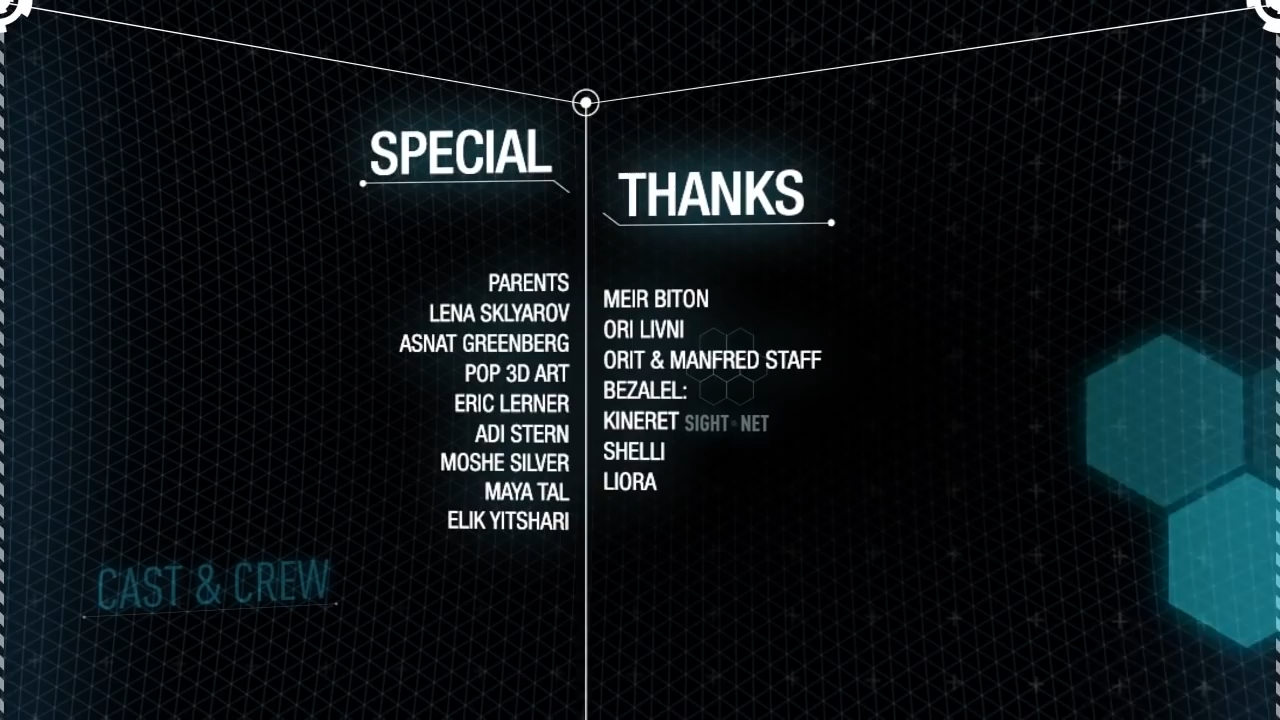 SPECIAL
THANKS
PARENTS
LENA SKLYAROV
ASNAT GREENBERG
POP 3D ART
ERIC LERNER
ADI STERN
MOSHE SILVER
MAYA TAL
ELIK YITSHARI
MEIR BITON
ORI LIVNI
ORIT & MANFRED STAFF
BEZALEL:
KINERET
SHELLI
LIORA
SIGHT·NET
CAST & CREW